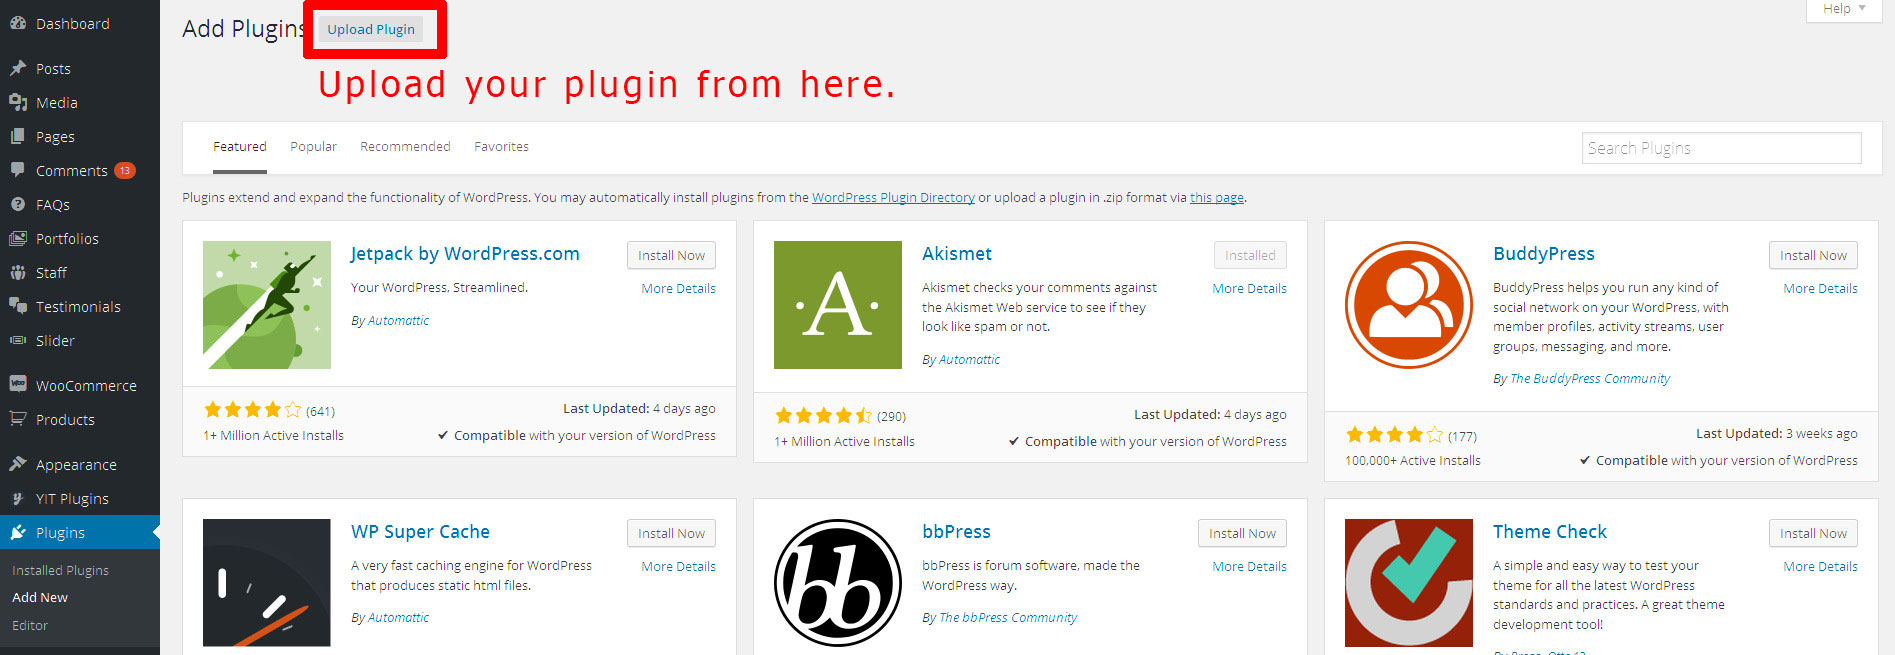 Dashboard
Posts
Media
Pages
Comments 13
FAQs
Portfolios
Staff
Testimonials
Slider
WooCommerce
Products
Appearance
YIT Plugins
Plugins
Installed Plugins
Add New
Editor
Help
Add Plugins Upload Plugin
Upload your plugin from here.
Featured Popular Recommended Favorites Search Plugins
Plugins extend and expand the functionality of WordPress. You may automatically install plugins from the WordPress Plugin Directory or upload a plugin in .zip format via this page.
Jetpack by WordPress.com
Install Now
More Details
Your WordPress, Streamlined.
By Automattic
(641)
Last Updated: 4 days ago
1+ Million Active Installs
Compatible with your version of WordPress
·A·
Akismet
Installed
More Details
Akismet checks your comments against
the Akismet Web service to see if they
look like spam or not.
By Automattic
(290)
Last Updated: 4 days ago
1+ Million Active Installs
Compatible with your version of WordPress
BuddyPress
Install Now
More Details
BuddyPress helps you run any kind of
social network on your WordPress, with
member profiles, activity streams, user
groups, messaging, and more.
By The BuddyPress Community
(177)
Last Updated: 3 weeks ago
100,000+ Active Installs
Compatible with your version of WordPress
WP Super Cache
Install Now
More Details
A very fast caching engine for WordPress
that produces static html files.
By Automattic
bb
bbPress
Install Now
More Details
bbPress is forum software, made the
WordPress way.
By The bbPress Community
Theme Check
Install Now
More Details
A simple and easy way to test your
theme for all the latest WordPress
standards and practices. A great theme
development tool!